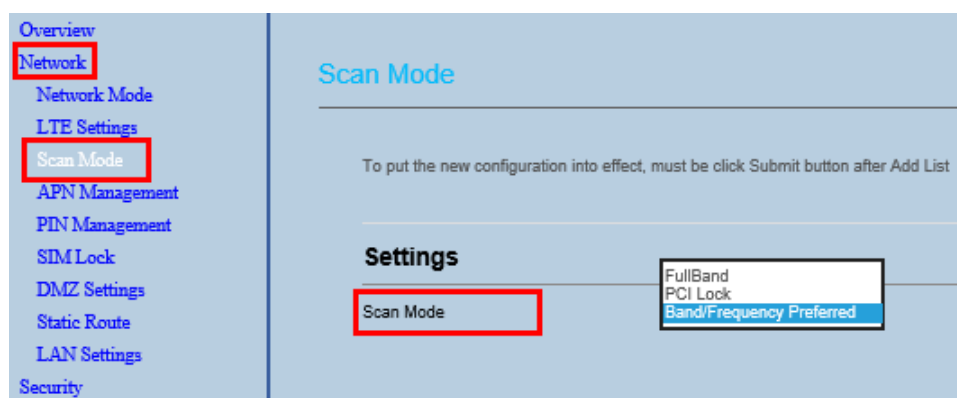 Overview
Network
Network Mode
LTE Settings
Scan Mode
APN Management
PIN Management
SIM Lock
DMZ Settings
Static Route
LAN Settings
Security
Scan Mode
To put the new configuration into effect, must be click Submit button after Add List
Settings
Scan Mode
FullBand
PCI Lock
Band/Frequency Preferred